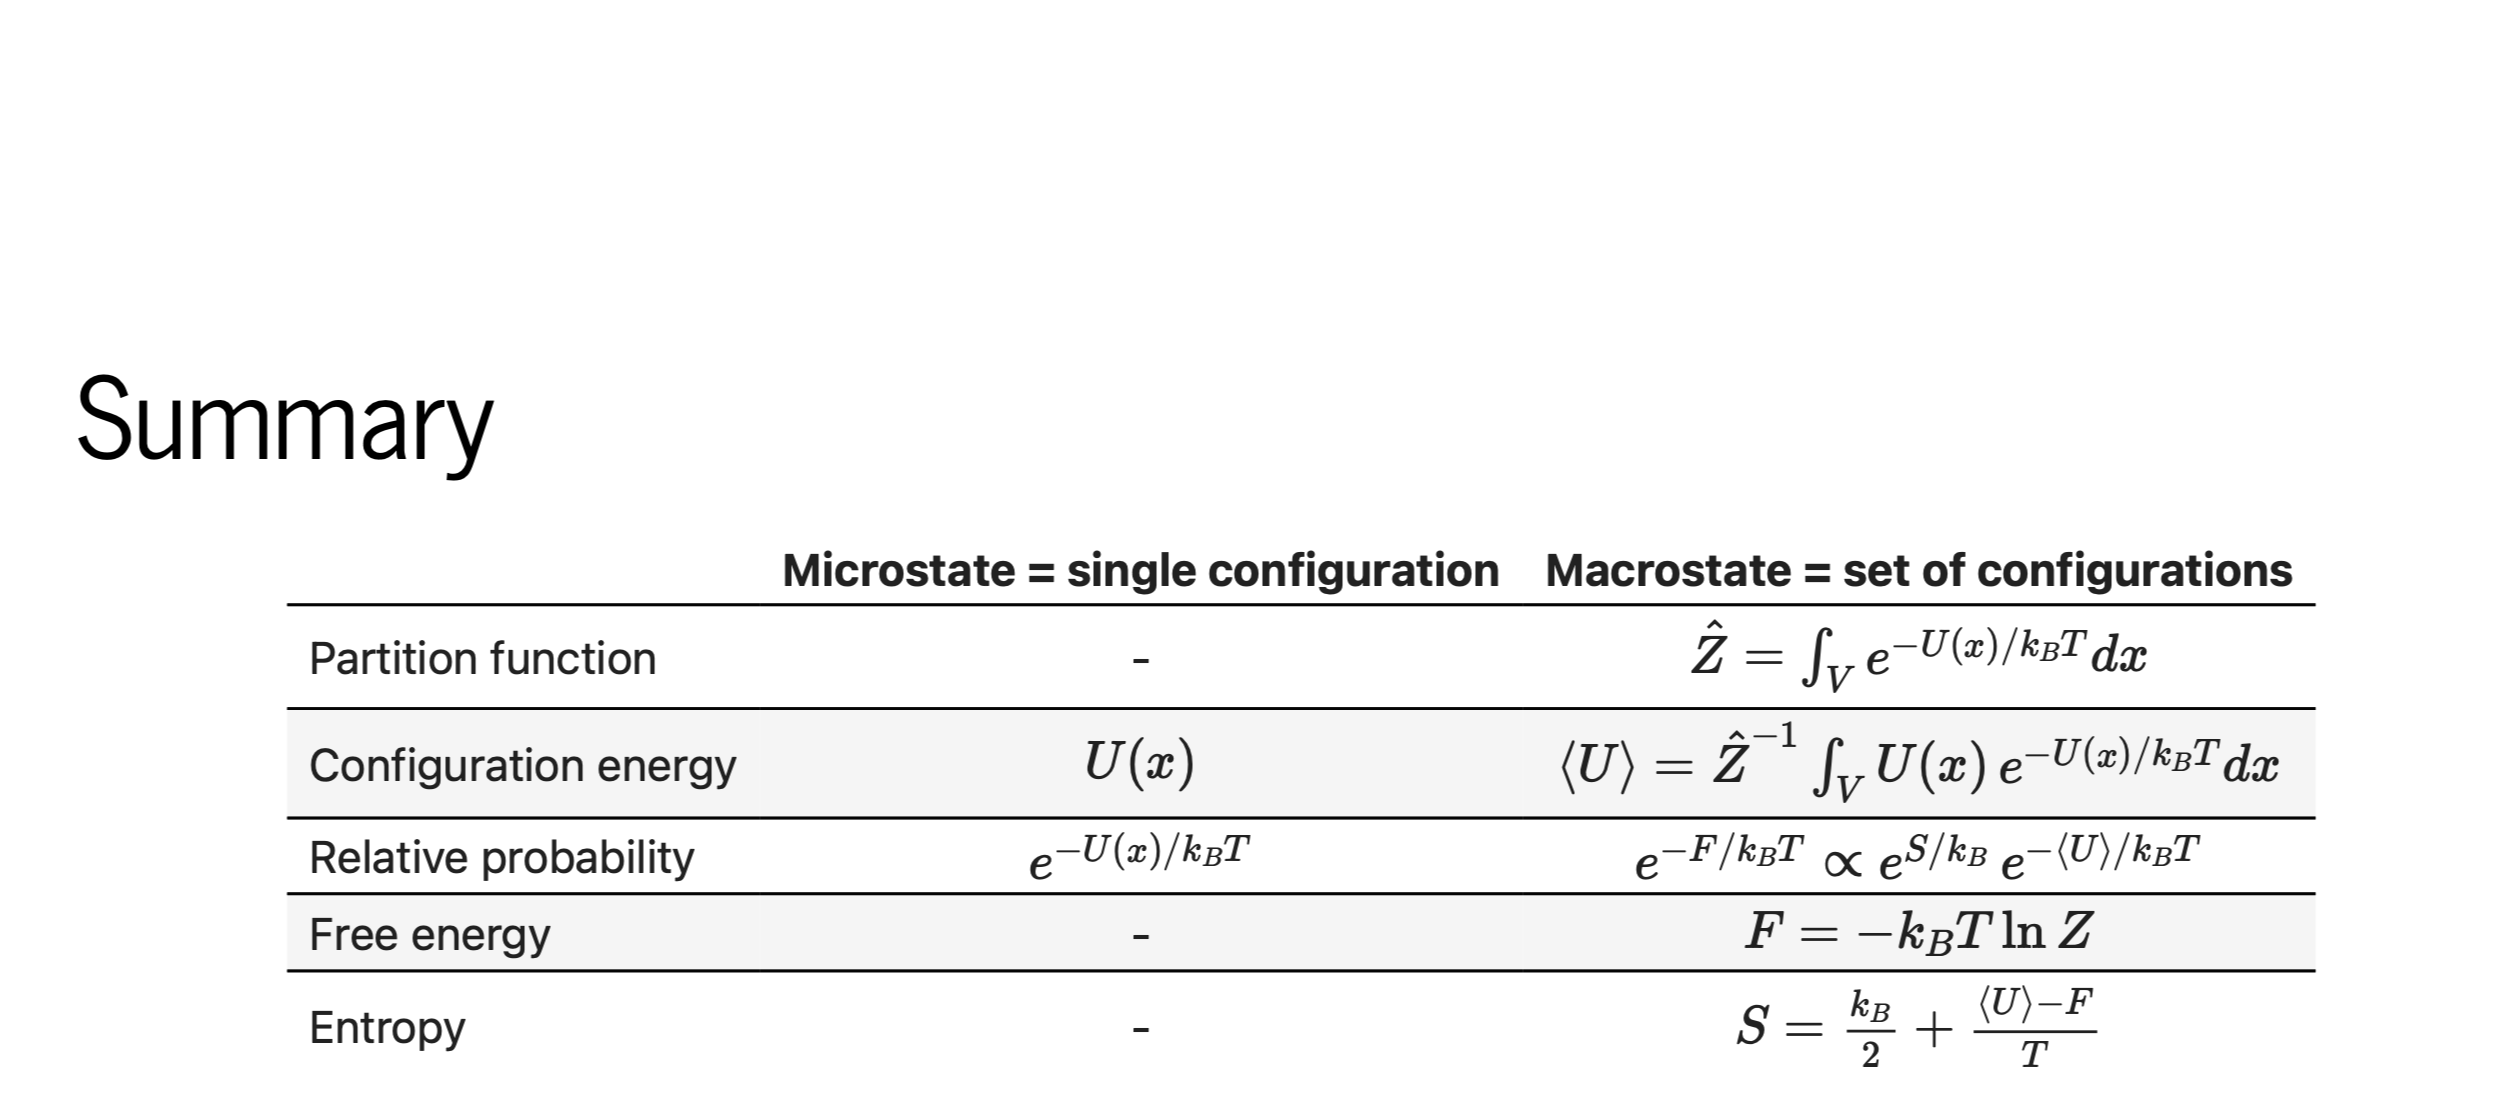 Summary
Microstate = single configuration Macrostate = set of configurations
Partition function - $\hat{Z} = \int_V e^{-U(x)/k_B T} dx$
Configuration energy $U(x)$ $\langle U \rangle = \hat{Z}^{-1} \int_V U(x) \, e^{-U(x)/k_B T} dx$
Relative probability $e^{-U(x)/k_B T}$ $e^{-F/k_B T} \propto e^{S/k_B} \, e^{-\langle U \rangle/k_B T}$
Free energy - $F = -k_B T \ln Z$
Entropy - $S = \frac{k_B}{2} + \frac{\langle U \rangle - F}{T}$